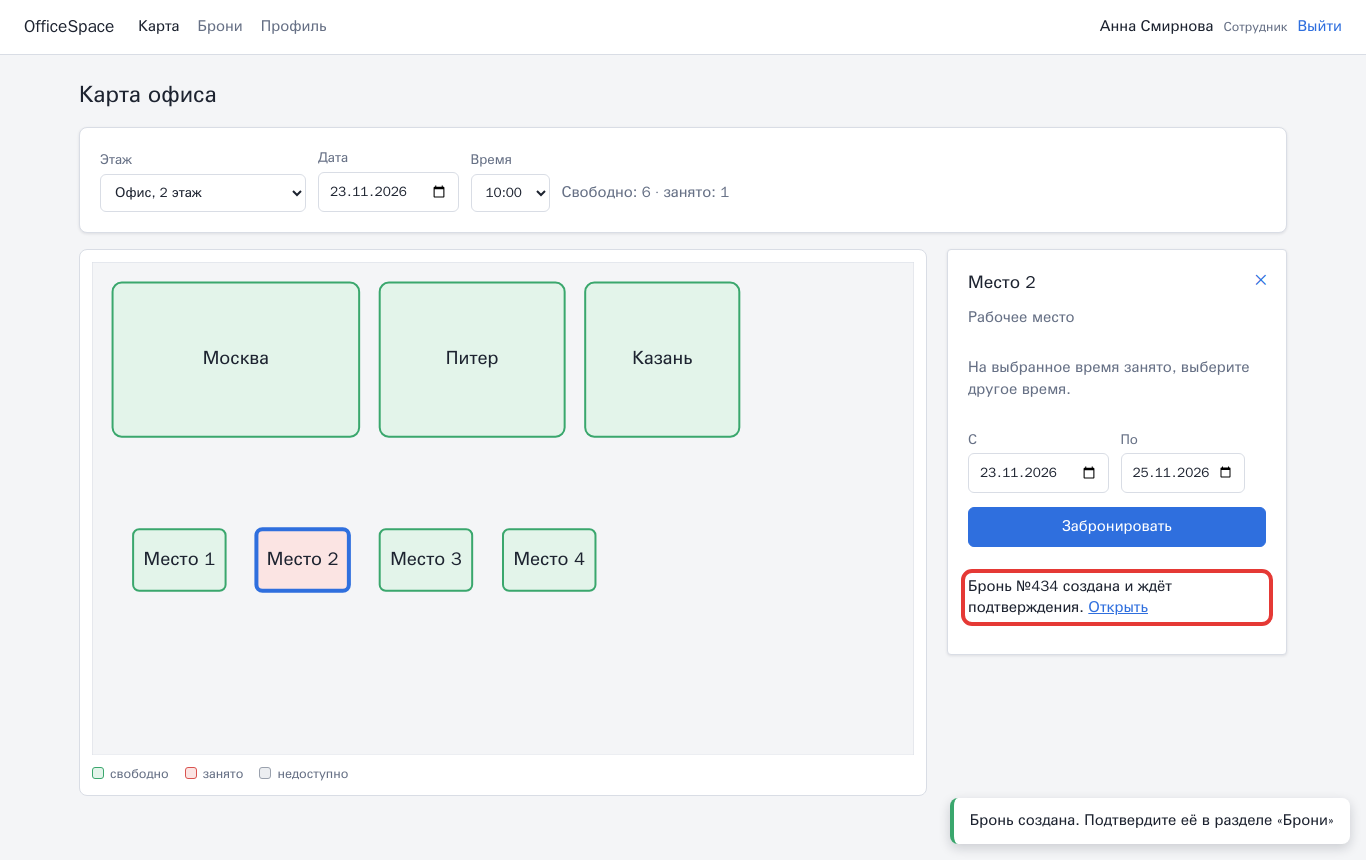 OfficeSpace Карта Брони Профиль Анна Смирнова Сотрудник Выйти
Карта офиса
Этаж Дата Время
Офис, 2 этаж 23.11.2026 10:00 Свободно: 6 · занято: 1
Москва Питер Казань
Место 1 Место 2 Место 3 Место 4
свободно занято недоступно
Место 2
Рабочее место
На выбранное время занято, выберите
другое время.
С По
23.11.2026 25.11.2026
Забронировать
Бронь №434 создана и ждёт
подтверждения. Открыть
Бронь создана. Подтвердите её в разделе «Брони»